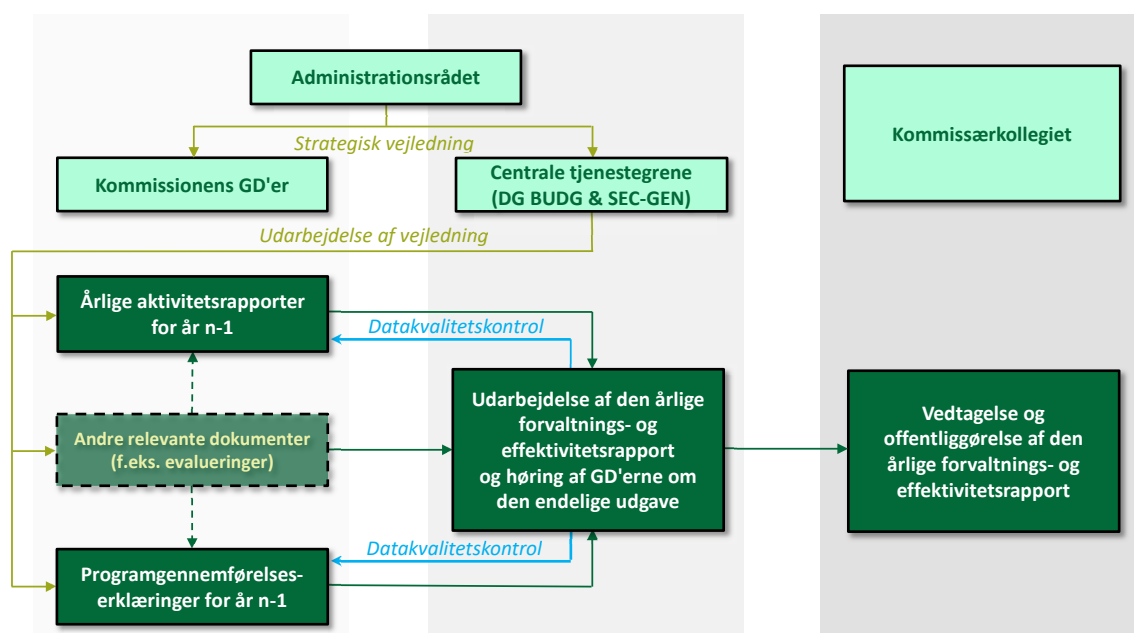 Administrationsrådet
Kommissærkollegiet
Strategisk vejledning
Kommissionens GD'er
Centrale tjenestegrene
(DG BUDG & SEC-GEN)
Udarbejdelse af vejledning
Årlige aktivitetsrapporter
for år n-1
Datakvalitetskontrol
Andre relevante dokumenter
(f.eks. evalueringer)
Udarbejdelse af den årlige
forvaltnings- og
effektivitetsrapport
og høring af GD'erne om
den endelige udgave
Vedtagelse og
offentliggørelse af den
årlige forvaltnings- og
effektivitetsrapport
Datakvalitetskontrol
Programgennemførelses-
erklæringer for år n-1